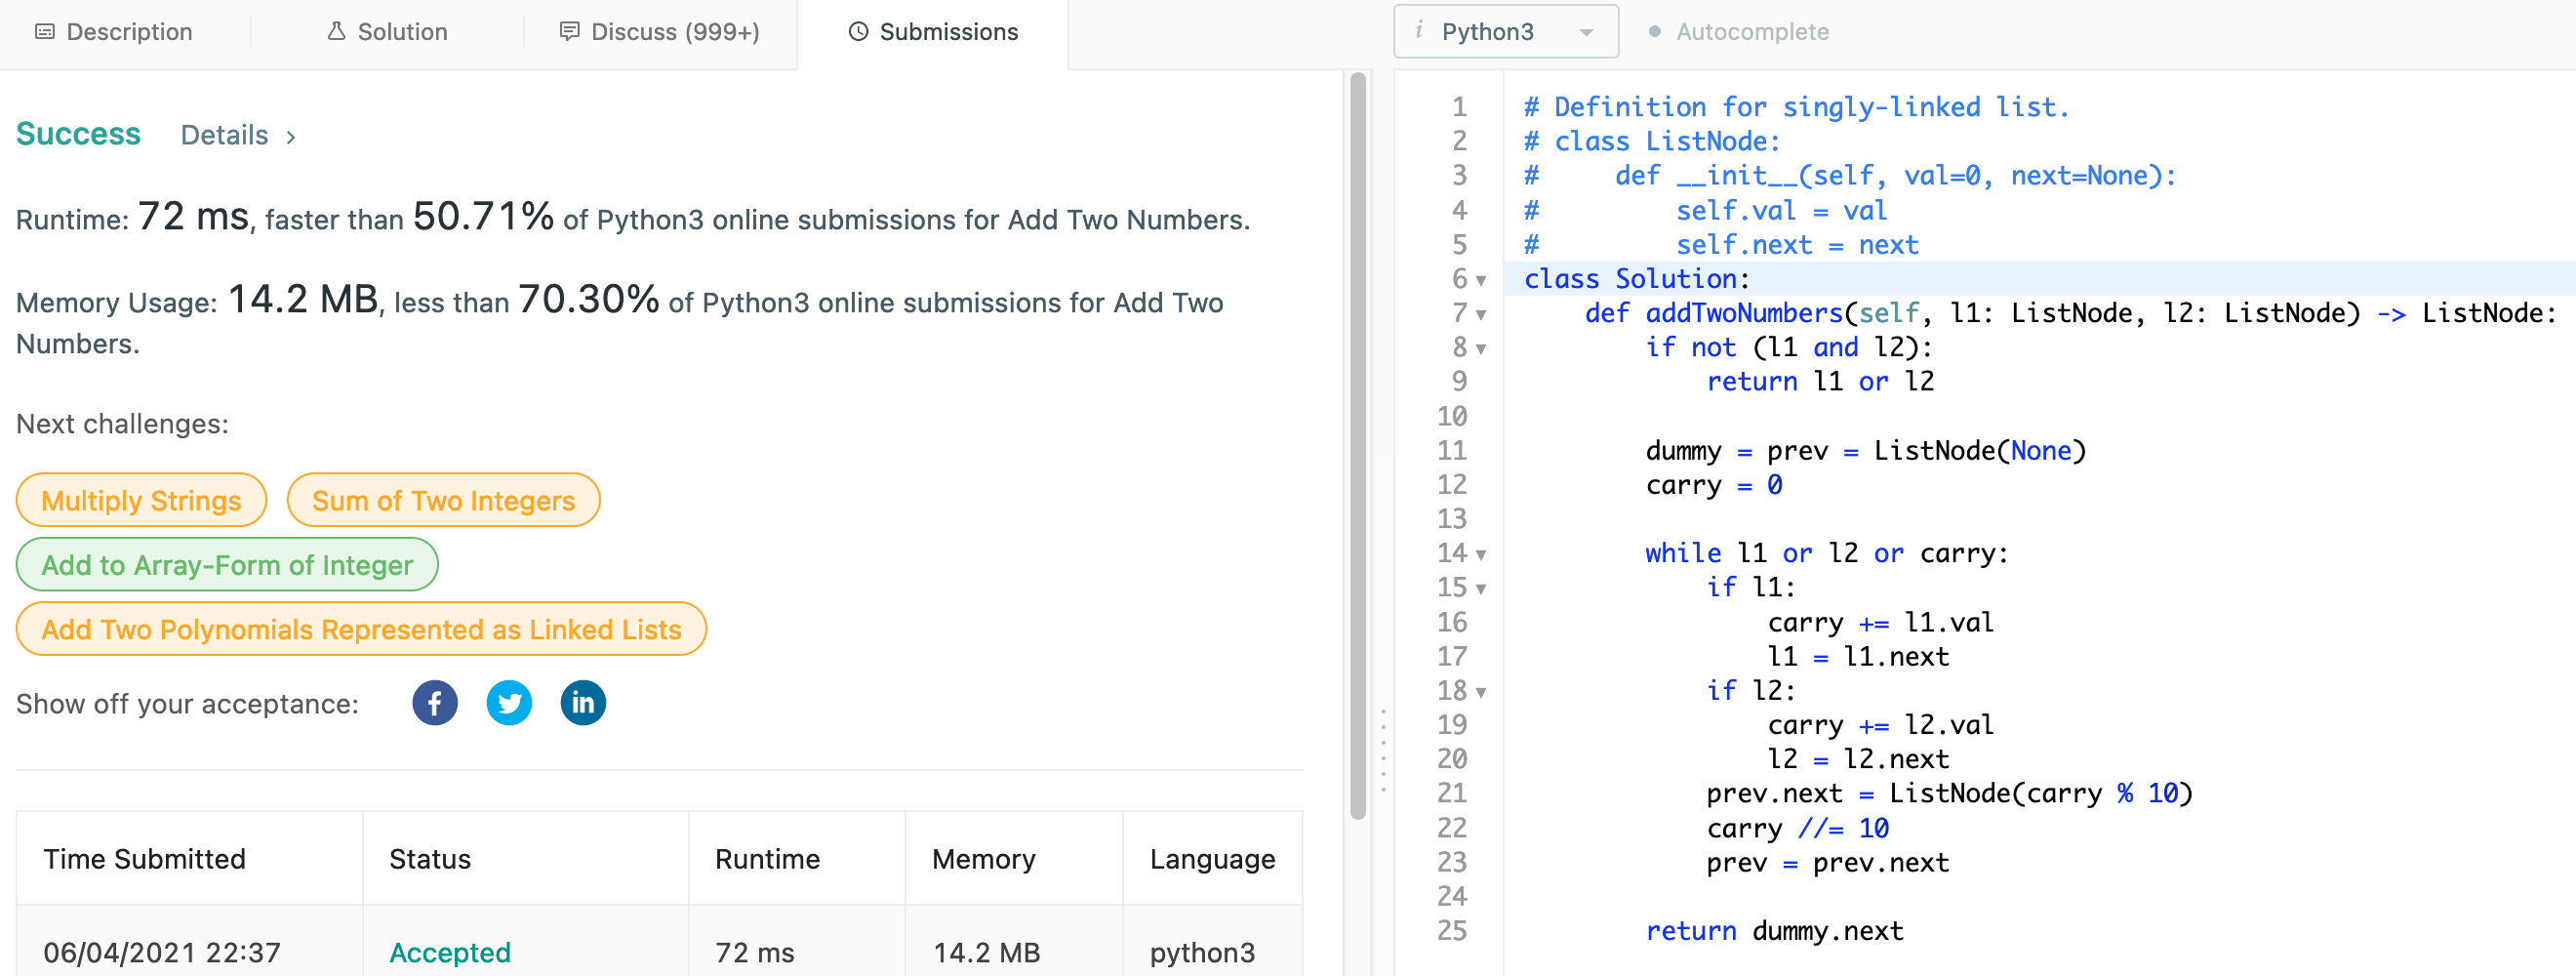 Description
Solution
Discuss (999+)
Submissions
Success Details >
Runtime: 72 ms, faster than 50.71% of Python3 online submissions for Add Two Numbers.
Memory Usage: 14.2 MB, less than 70.30% of Python3 online submissions for Add Two
Numbers.
Next challenges:
Multiply Strings
Sum of Two Integers
Add to Array-Form of Integer
Add Two Polynomials Represented as Linked Lists
Show off your acceptance: f in
Time Submitted Status Runtime Memory Language
06/04/2021 22:37 Accepted 72 ms 14.2 MB python3
i Python3 Autocomplete
1 # Definition for singly-linked list.
2 # class ListNode:
3 #     def __init__(self, val=0, next=None):
4 #         self.val = val
5 #         self.next = next
6 class Solution:
7     def addTwoNumbers(self, l1: ListNode, l2: ListNode) -> ListNode:
8         if not (l1 and l2):
9             return l1 or l2
10
11         dummy = prev = ListNode(None)
12         carry = 0
13
14         while l1 or l2 or carry:
15             if l1:
16                 carry += l1.val
17                 l1 = l1.next
18             if l2:
19                 carry += l2.val
20                 l2 = l2.next
21             prev.next = ListNode(carry % 10)
22             carry //= 10
23             prev = prev.next
24
25         return dummy.next